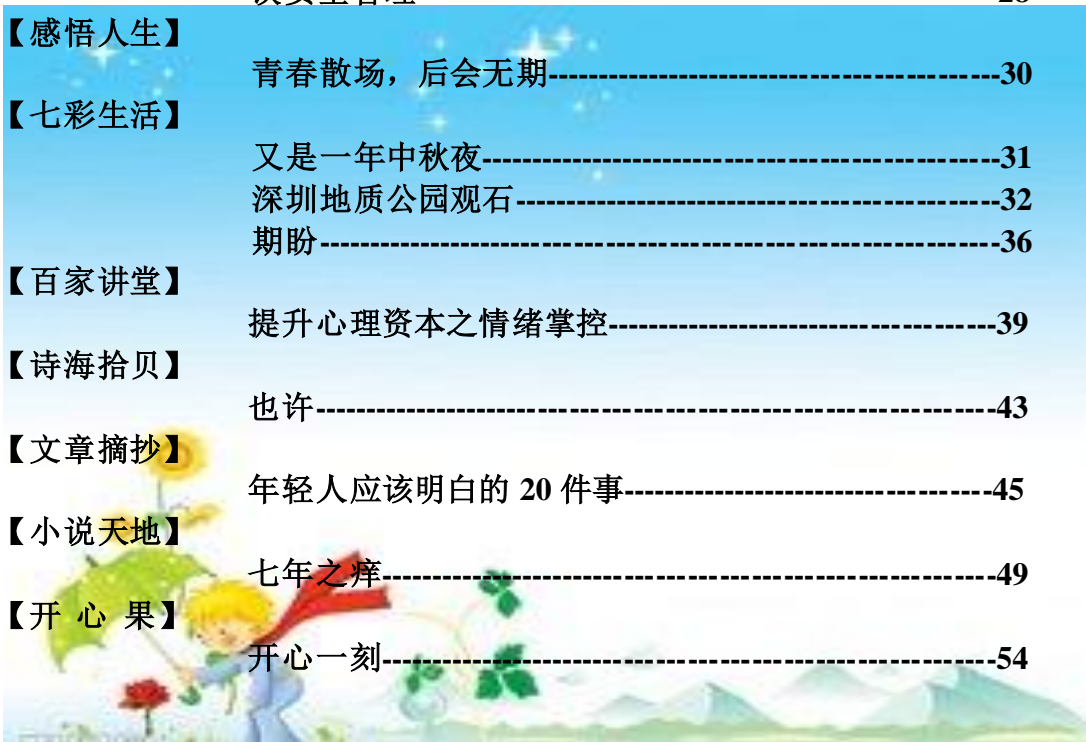 【感悟人生】
青春散场，后会无期---------------------------------------------30
【七彩生活】
又是一年中秋夜----------------------------------------------------31
深圳地质公园观石-------------------------------------------------32
期盼--------------------------------------------------------------------36
【百家讲堂】
提升心理资本之情绪掌控---------------------------------------39
【诗海拾贝】
也许--------------------------------------------------------------------43
【文章摘抄】
年轻人应该明白的 20 件事-------------------------------------45
【小说天地】
七年之痒--------------------------------------------------------------49
【开 心 果】
开心一刻--------------------------------------------------------------54